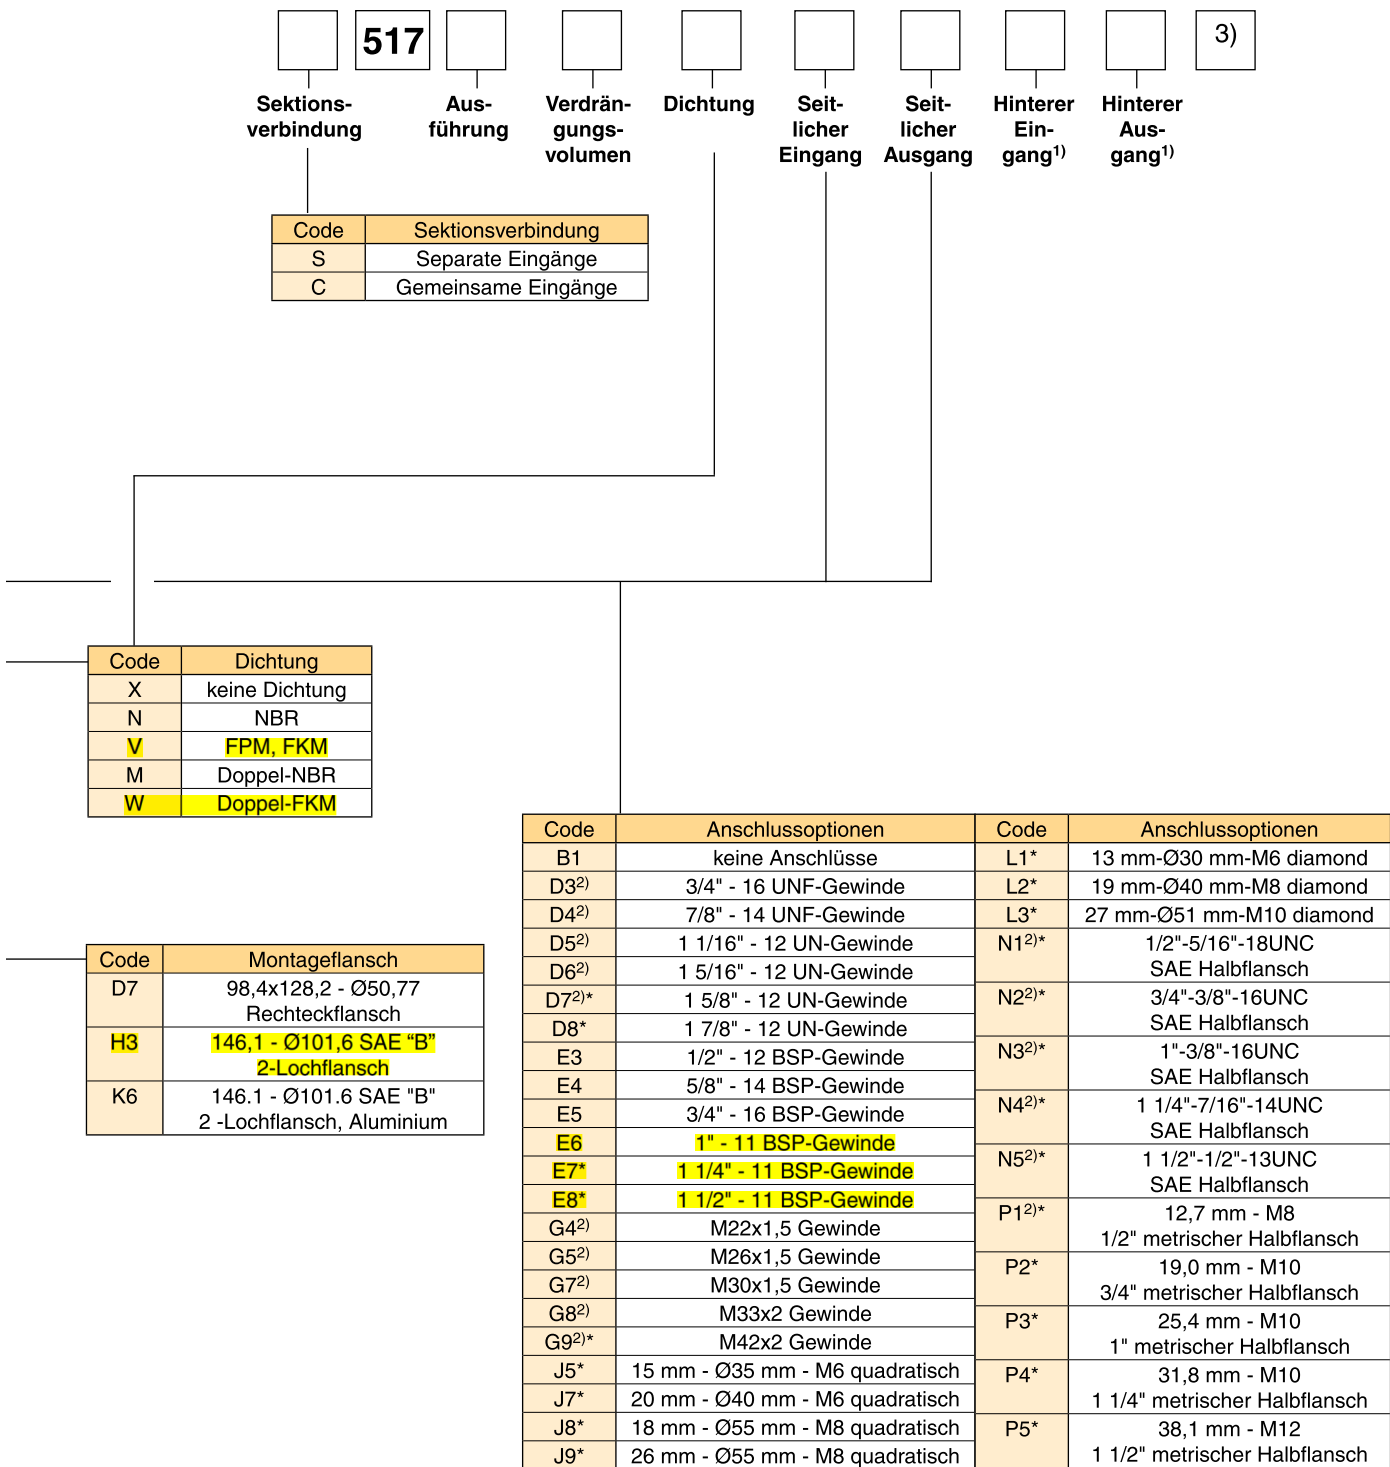 517
3)
Sektions-
verbindung
Aus-
führung
Verdrän-
gungs-
volumen
Dichtung
Seit-
licher
Eingang
Seit-
licher
Ausgang
Hinterer
Ein-
gang1)
Hinterer
Aus-
gang1)
Code Sektionsverbindung
S Separate Eingänge
C Gemeinsame Eingänge
Code Dichtung
X keine Dichtung
N NBR
V FPM, FKM
M Doppel-NBR
W Doppel-FKM
Code Montageflansch
D7 98,4x128,2 - Ø50,77
Rechteckflansch
H3 146,1 - Ø101,6 SAE “B”
2-Lochflansch
K6 146.1 - Ø101.6 SAE "B"
2 -Lochflansch, Aluminium
Code Anschlussoptionen
B1 keine Anschlüsse
D32) 3/4" - 16 UNF-Gewinde
D42) 7/8" - 14 UNF-Gewinde
D52) 1 1/16" - 12 UN-Gewinde
D62) 1 5/16" - 12 UN-Gewinde
D72)* 1 5/8" - 12 UN-Gewinde
D8* 1 7/8" - 12 UN-Gewinde
E3 1/2" - 12 BSP-Gewinde
E4 5/8" - 14 BSP-Gewinde
E5 3/4" - 16 BSP-Gewinde
E6 1" - 11 BSP-Gewinde
E7* 1 1/4" - 11 BSP-Gewinde
E8* 1 1/2" - 11 BSP-Gewinde
G42) M22x1,5 Gewinde
G52) M26x1,5 Gewinde
G72) M30x1,5 Gewinde
G82) M33x2 Gewinde
G92)* M42x2 Gewinde
J5* 15 mm - Ø35 mm - M6 quadratisch
J7* 20 mm - Ø40 mm - M6 quadratisch
J8* 18 mm - Ø55 mm - M8 quadratisch
J9* 26 mm - Ø55 mm - M8 quadratisch
Code Anschlussoptionen
L1* 13 mm-Ø30 mm-M6 diamond
L2* 19 mm-Ø40 mm-M8 diamond
L3* 27 mm-Ø51 mm-M10 diamond
N12)* 1/2"-5/16"-18UNC
SAE Halbflansch
N22)* 3/4"-3/8"-16UNC
SAE Halbflansch
N32)* 1"-3/8"-16UNC
SAE Halbflansch
N42)* 1 1/4"-7/16"-14UNC
SAE Halbflansch
N52)* 1 1/2"-1/2"-13UNC
SAE Halbflansch
P12)* 12,7 mm - M8
1/2" metrischer Halbflansch
P2* 19,0 mm - M10
3/4" metrischer Halbflansch
P3* 25,4 mm - M10
1" metrischer Halbflansch
P4* 31,8 mm - M10
1 1/4" metrischer Halbflansch
P5* 38,1 mm - M12
1 1/2" metrischer Halbflansch